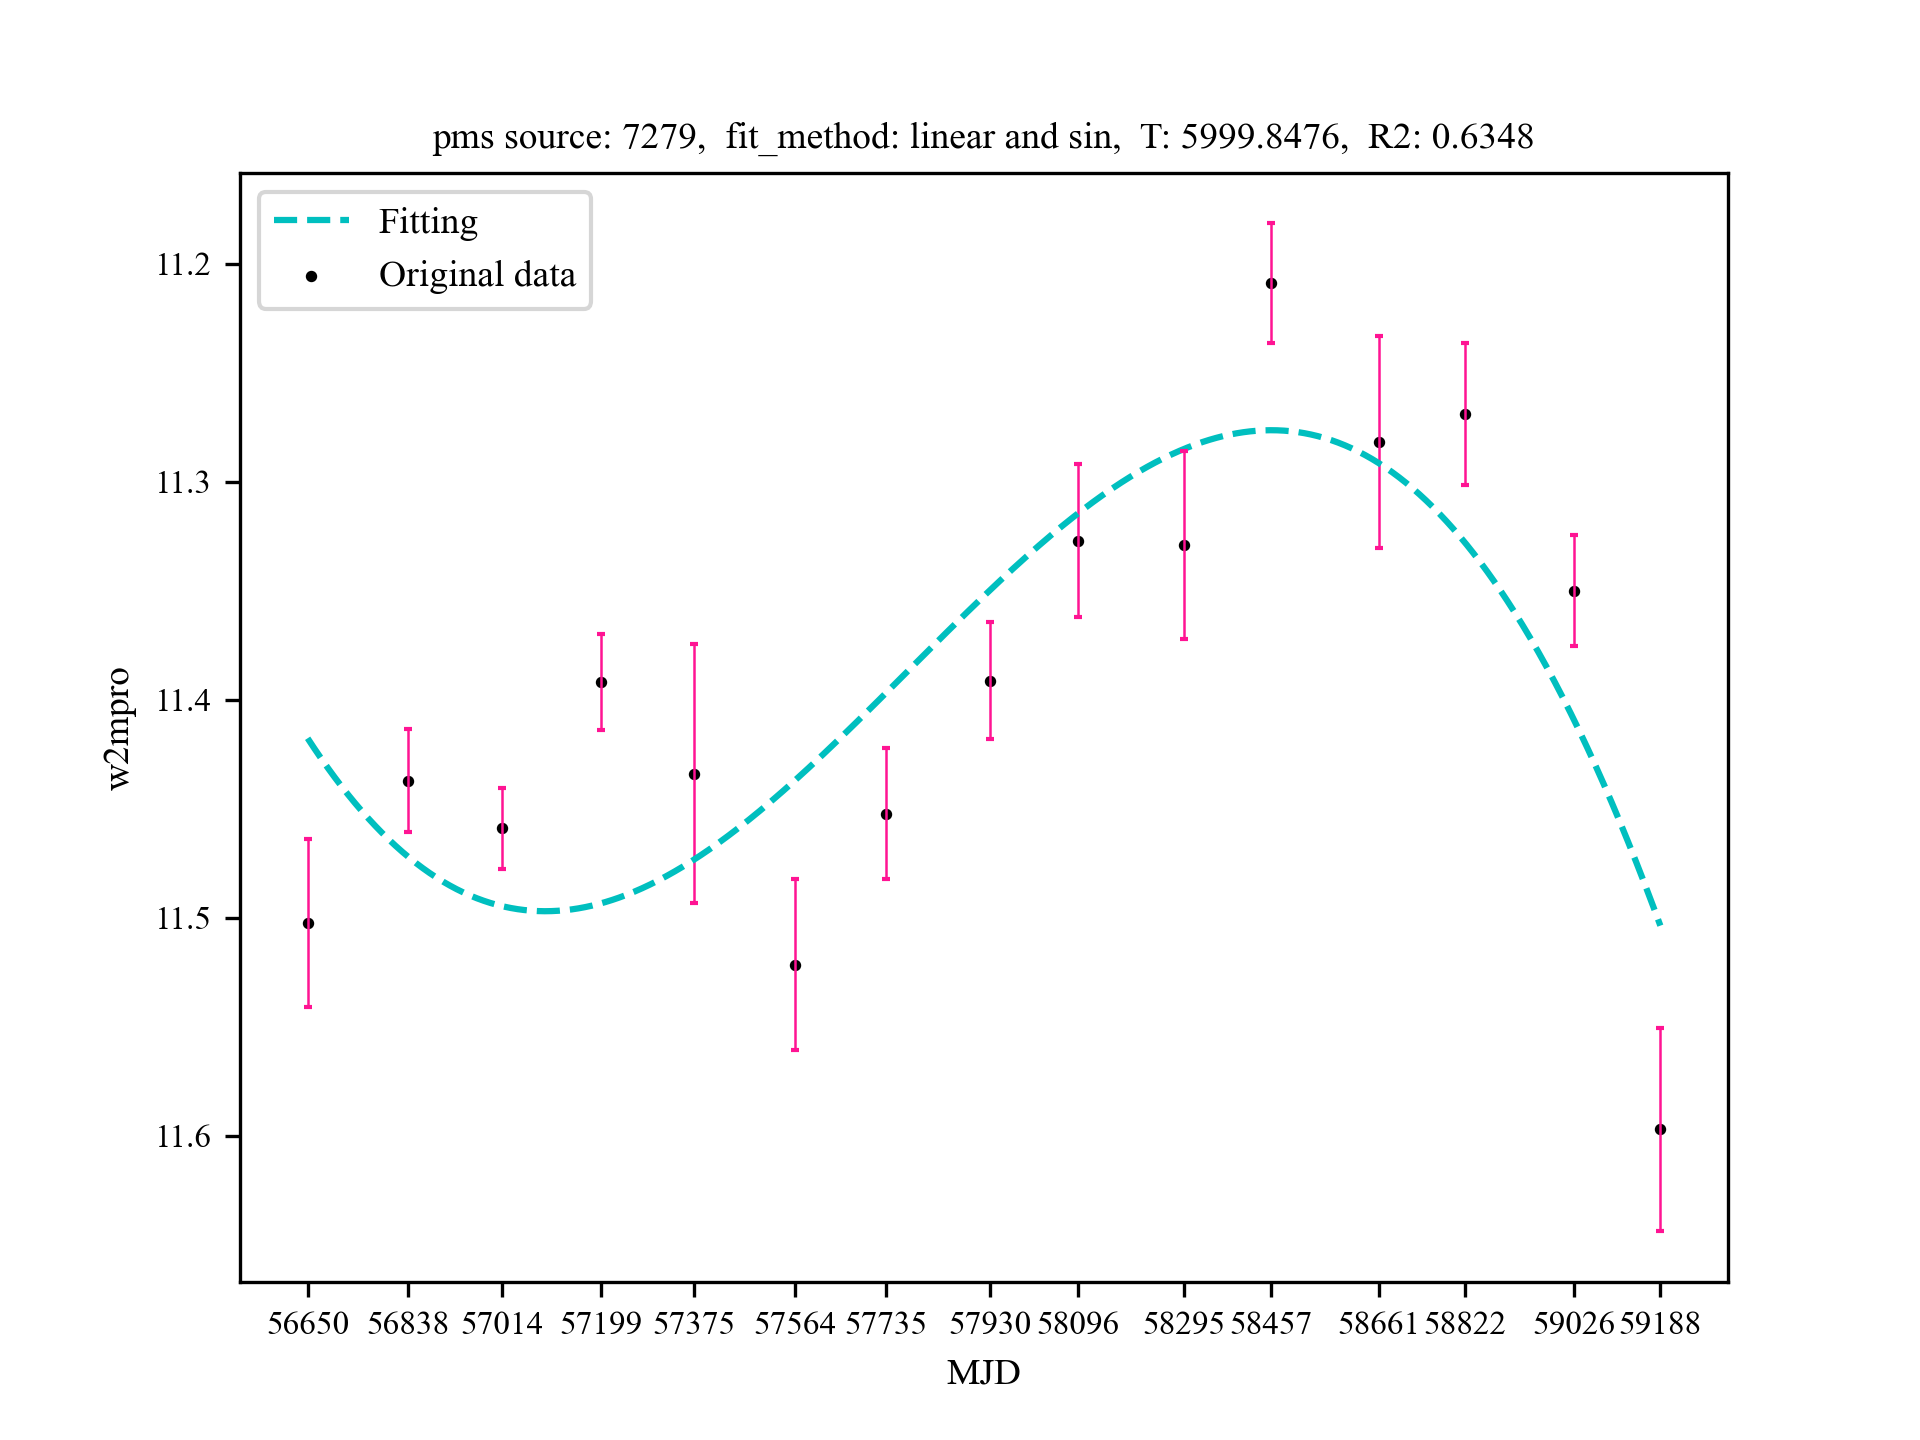 pms source: 7279,  fit_method: linear and sin,  T: 5999.8476,  R2: 0.6348
Fitting
Original data
11.2
11.3
11.4
11.5
11.6
w2mpro
56650 56838 57014 57199 57375 57564 57735 57930 58096 58295 58457 58661 58822 59026 59188
MJD